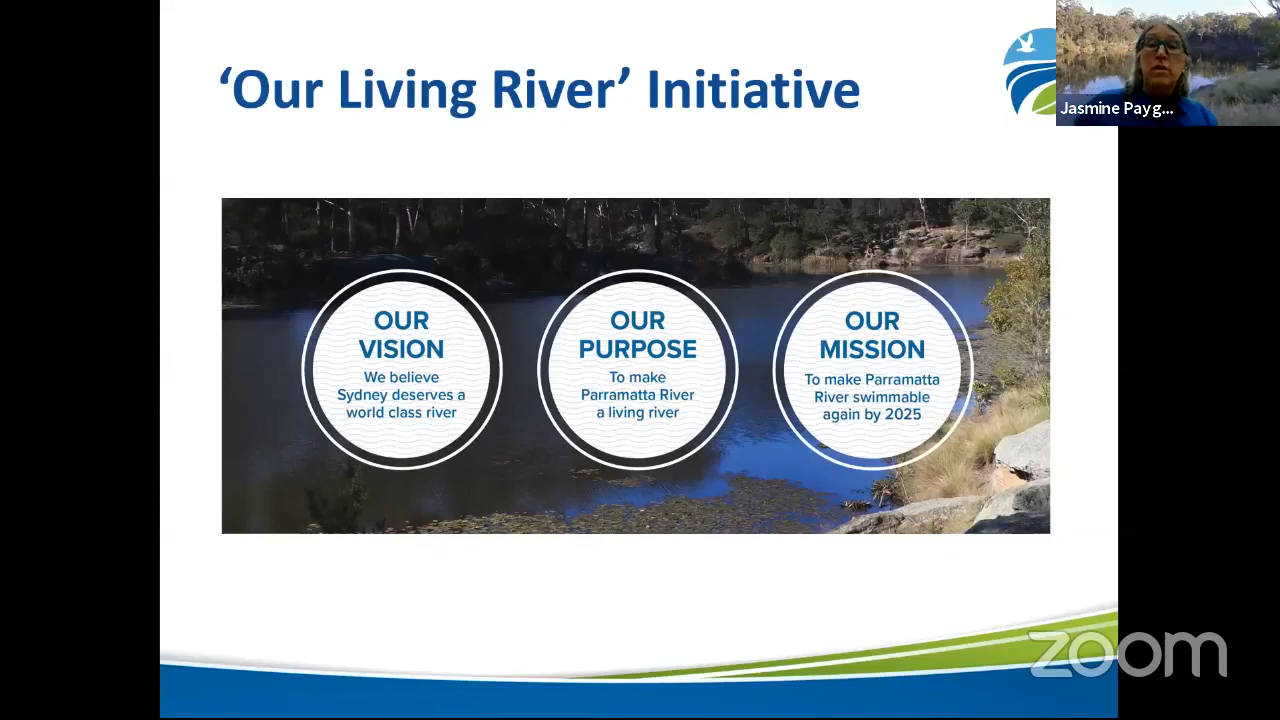 ‘Our Living River’ Initiative
Jasmine Payg...
OUR
VISION
We believe
Sydney deserves a
world class river
OUR
PURPOSE
To make
Parramatta River
a living river
OUR
MISSION
To make Parramatta
River swimmable
again by 2025
zoom